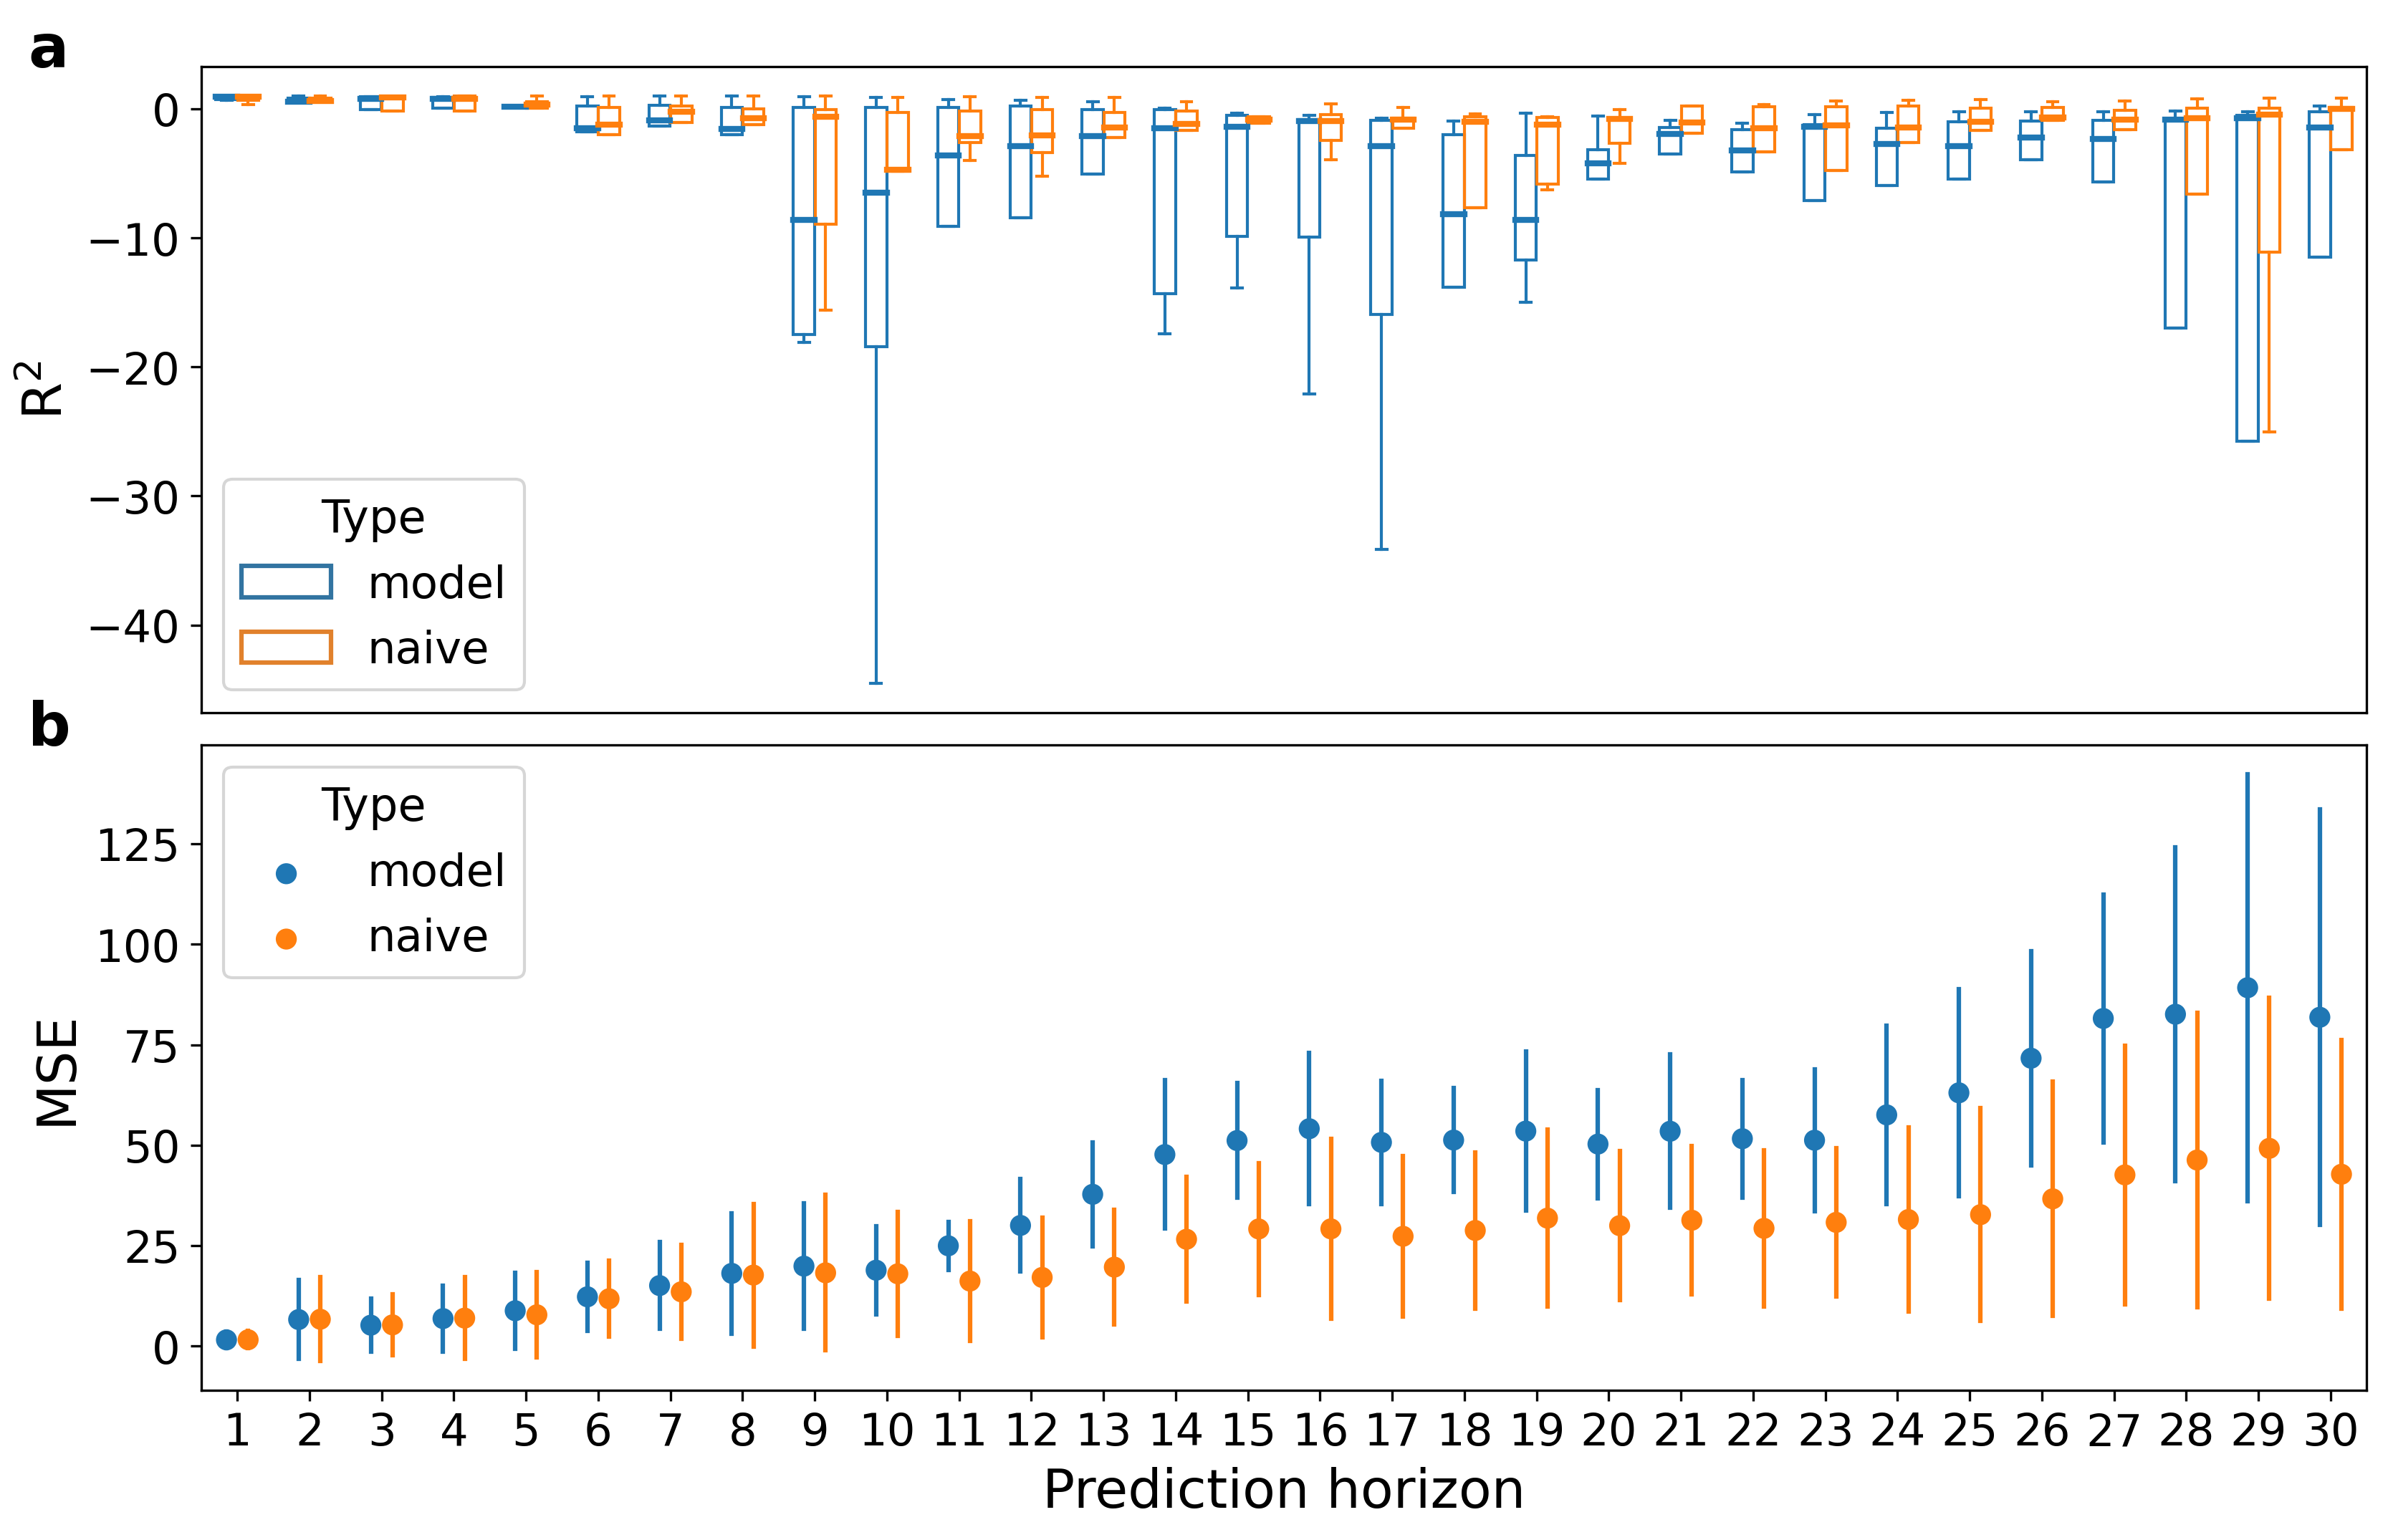 a
0
−10
−20
−30
−40
R²
Type
model
naive
b
125
100
75
50
25
0
MSE
Type
model
naive
1 2 3 4 5 6 7 8 9 10 11 12 13 14 15 16 17 18 19 20 21 22 23 24 25 26 27 28 29 30
Prediction horizon